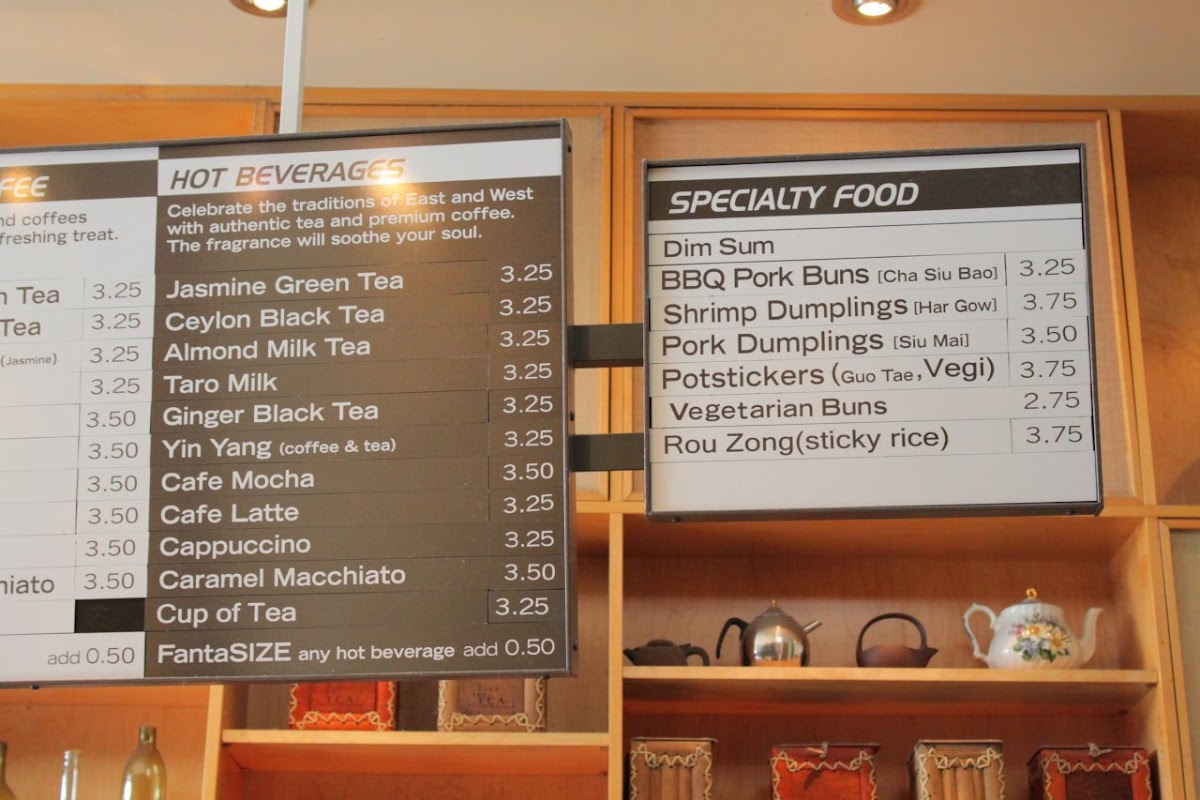 FEE
nd coffees
freshing treat.
n Tea 3.25
Tea 3.25
(Jasmine) 3.25
3.25
3.50
3.50
3.50
3.50
3.50
hiato 3.50
add 0.50
HOT BEVERAGES
Celebrate the traditions of East and West
with authentic tea and premium coffee.
The fragrance will soothe your soul.
Jasmine Green Tea 3.25
Ceylon Black Tea 3.25
Almond Milk Tea 3.25
Taro Milk 3.25
Ginger Black Tea 3.25
Yin Yang (coffee & tea) 3.25
Cafe Mocha 3.50
Cafe Latte 3.25
Cappuccino 3.25
Caramel Macchiato 3.50
Cup of Tea 3.25
FantaSIZE any hot beverage add 0.50
SPECIALTY FOOD
Dim Sum
BBQ Pork Buns [Cha Siu Bao] 3.25
Shrimp Dumplings [Har Gow] 3.75
Pork Dumplings [Siu Mai] 3.50
Potstickers (Guo Tae, Vegi) 3.75
Vegetarian Buns 2.75
Rou Zong(sticky rice) 3.75
TEA